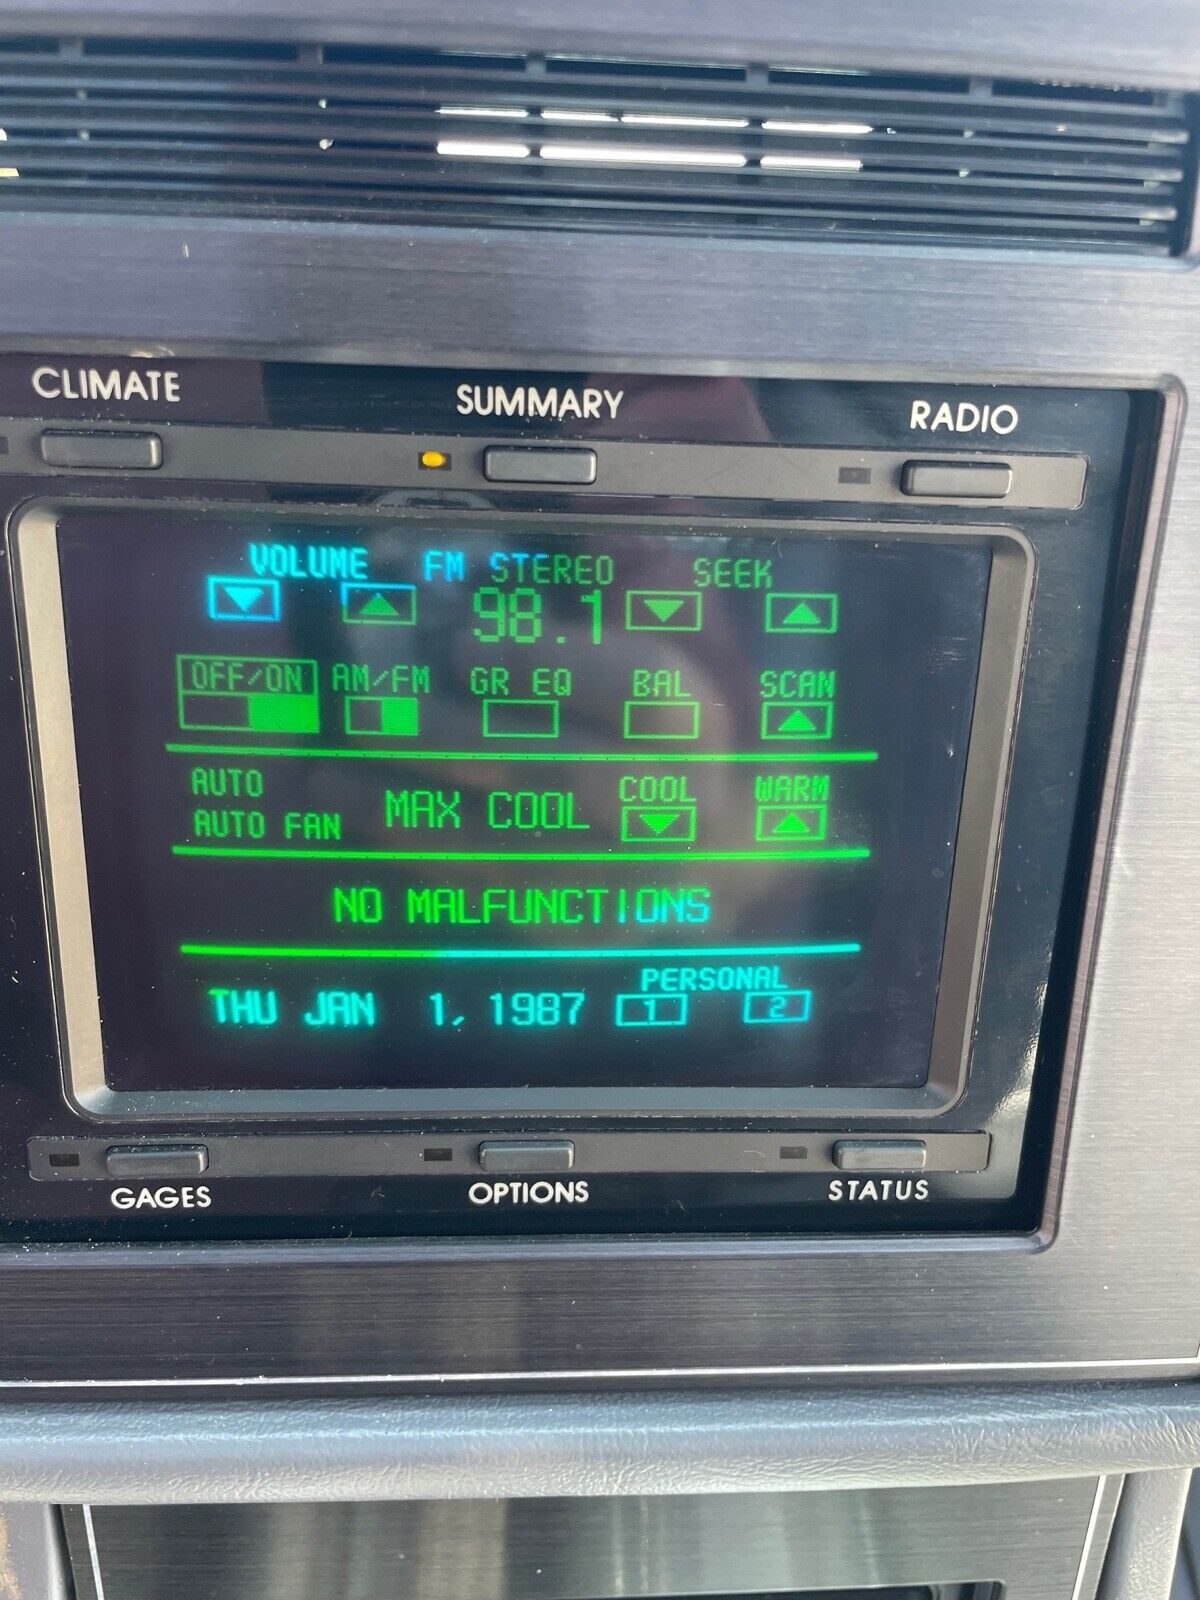 CLIMATE SUMMARY RADIO
VOLUME FM STEREO SEEK
98.1
OFF/ON AM/FM GR EQ BAL SCAN
AUTO
AUTO FAN MAX COOL COOL WARM
NO MALFUNCTIONS
PERSONAL
THU JAN 1, 1987 1 2
GAGES OPTIONS STATUS